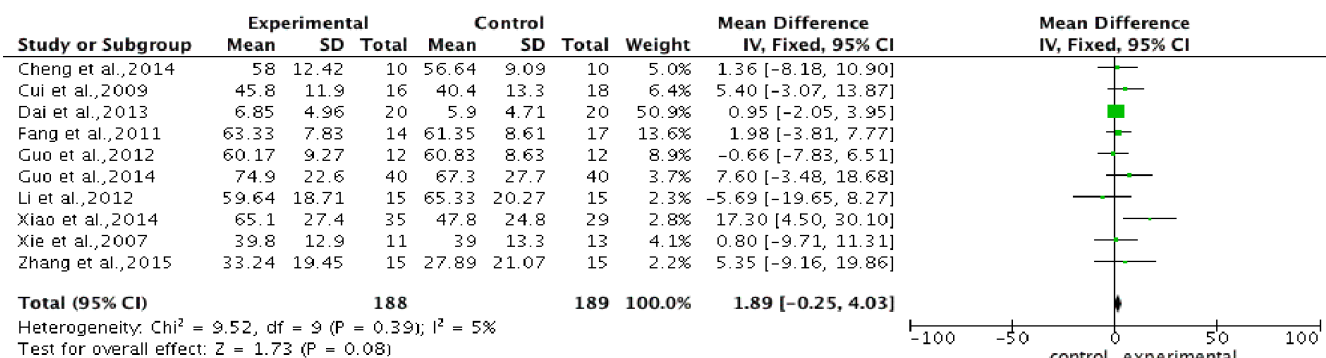 Experimental Control Mean Difference Mean Difference
Study or Subgroup Mean SD Total Mean SD Total Weight IV, Fixed, 95% CI IV, Fixed, 95% CI
Cheng et al.,2014 58 12.42 10 56.64 9.09 10 5.0% 1.36 [-8.18, 10.90]
Cui et al.,2009 45.8 11.9 16 40.4 13.3 18 6.4% 5.40 [-3.07, 13.87]
Dai et al.,2013 6.85 4.96 20 5.9 4.71 20 50.9% 0.95 [-2.05, 3.95]
Fang et al.,2011 63.33 7.83 14 61.35 8.61 17 13.6% 1.98 [-3.81, 7.77]
Guo et al.,2012 60.17 9.27 12 60.83 8.63 12 8.9% -0.66 [-7.83, 6.51]
Guo et al.,2014 74.9 22.6 40 67.3 27.7 40 3.7% 7.60 [-3.48, 18.68]
Li et al.,2012 59.64 18.71 15 65.33 20.27 15 2.3% -5.69 [-19.65, 8.27]
Xiao et al.,2014 65.1 27.4 35 47.8 24.8 29 2.8% 17.30 [4.50, 30.10]
Xie et al.,2007 39.8 12.9 11 39 13.3 13 4.1% 0.80 [-9.71, 11.31]
Zhang et al.,2015 33.24 19.45 15 27.89 21.07 15 2.2% 5.35 [-9.16, 19.86]
Total (95% CI) 188 189 100.0% 1.89 [-0.25, 4.03]
Heterogeneity: Chi² = 9.52, df = 9 (P = 0.39); I² = 5%
Test for overall effect: Z = 1.73 (P = 0.08)
-100 -50 0 50 100
control experimental